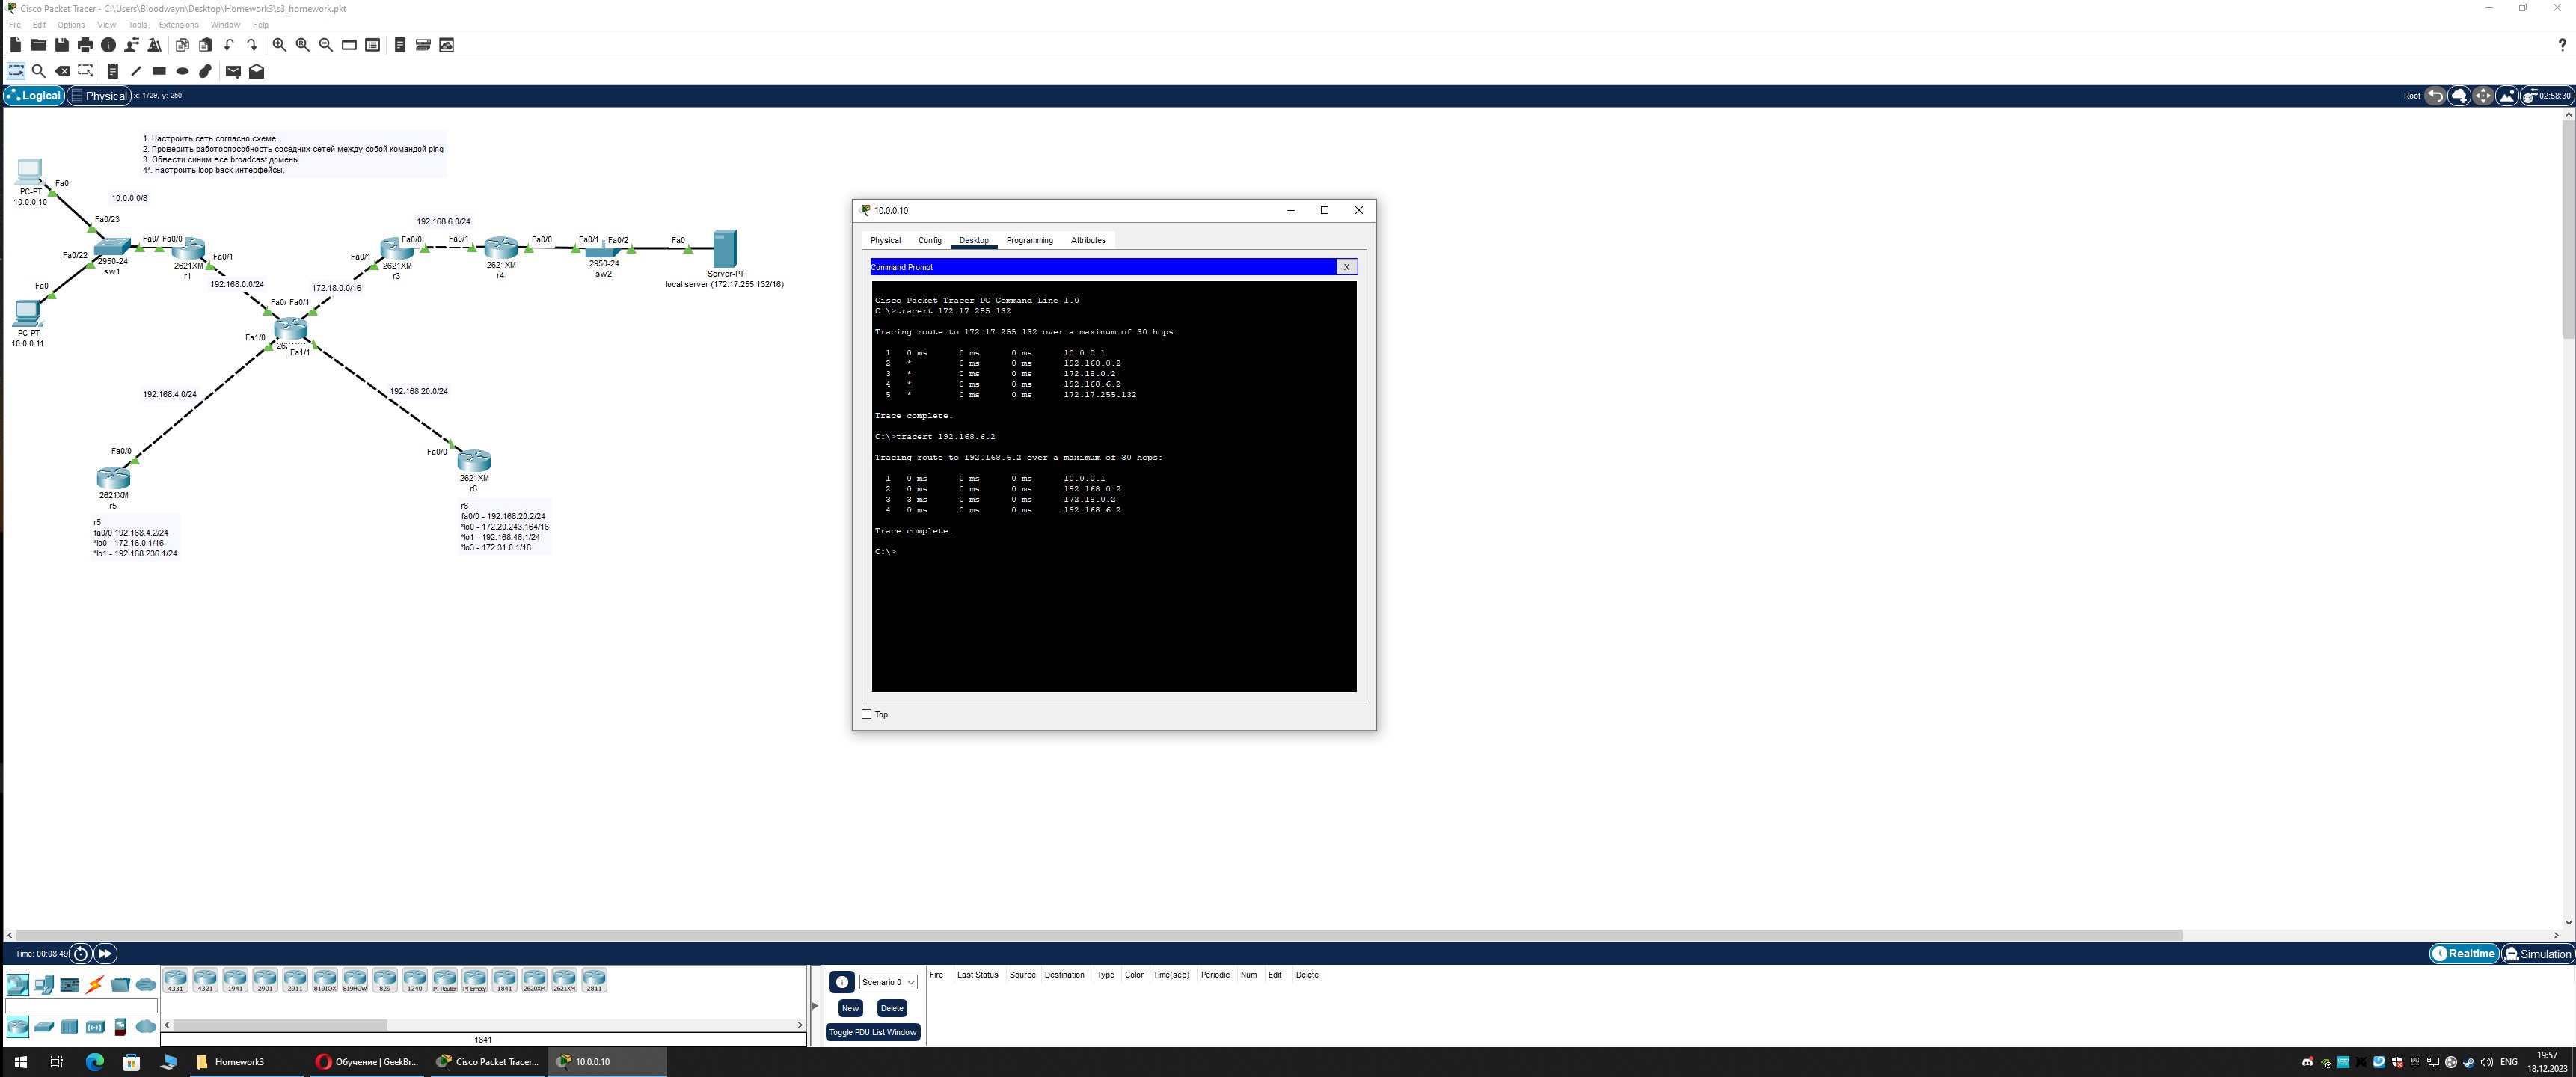 Cisco Packet Tracer - C:\Users\Bloodwayn\Desktop\Homework3\s3_homework.pkt
File Edit Options View Tools Extensions Window Help
?
Logical Physical x: 1729, y: 250 Root 02:58:30
1. Настроить сеть согласно схеме.
2. Проверить работоспособность соседних сетей между собой командой ping
3. Обвести синим все broadcast домены
4*. Настроить loop back интерфейсы.
Fa0
PC-PT
10.0.0.10
10.0.0.0/8
Fa0/23
Fa0/22
2950-24
sw1
Fa0/ Fa0/0
2621XM
r1
Fa0/1
Fa0
PC-PT
10.0.0.11
192.168.0.0/24
172.18.0.0/16
Fa0/ Fa0/1
Fa1/0
Fa1/1
192.168.6.0/24
Fa0/1
Fa0/0
2621XM
r3
Fa0/1
Fa0/0
2621XM
r4
Fa0/1 Fa0/2
2950-24
sw2
Fa0
Server-PT
local server (172.17.255.132/16)
192.168.4.0/24
192.168.20.0/24
Fa0/0
2621XM
r5
r5
fa0/0 192.168.4.2/24
*lo0 - 172.16.0.1/16
*lo1 - 192.168.236.1/24
Fa0/0
2621XM
r6
r6
fa0/0 - 192.168.20.2/24
*lo0 - 172.20.243.164/16
*lo1 - 192.168.46.1/24
*lo3 - 172.31.0.1/16
10.0.0.10
Physical Config Desktop Programming Attributes
Command Prompt X
Cisco Packet Tracer PC Command Line 1.0
C:\>tracert 172.17.255.132
Tracing route to 172.17.255.132 over a maximum of 30 hops:
1 0 ms 0 ms 0 ms 10.0.0.1
2 * 0 ms 0 ms 192.168.0.2
3 * 0 ms 0 ms 172.18.0.2
4 * 0 ms 0 ms 192.168.6.2
5 * 0 ms 0 ms 172.17.255.132
Trace complete.
C:\>tracert 192.168.6.2
Tracing route to 192.168.6.2 over a maximum of 30 hops:
1 0 ms 0 ms 0 ms 10.0.0.1
2 0 ms 0 ms 0 ms 192.168.0.2
3 3 ms 0 ms 0 ms 172.18.0.2
4 0 ms 0 ms 0 ms 192.168.6.2
Trace complete.
C:\>
Top
Time: 00:08:49 Realtime Simulation
4331 4321 1941 2901 2911 819IOX 819HGW 829 1240 PT-Router PT-Empty 1841 2620XM 2621XM 2811
1841
Scenario 0
New Delete
Toggle PDU List Window
Fire Last Status Source Destination Type Color Time(sec) Periodic Num Edit Delete
Homework3 Обучение | GeekBr... Cisco Packet Tracer... 10.0.0.10
ENG
19:57
18.12.2023